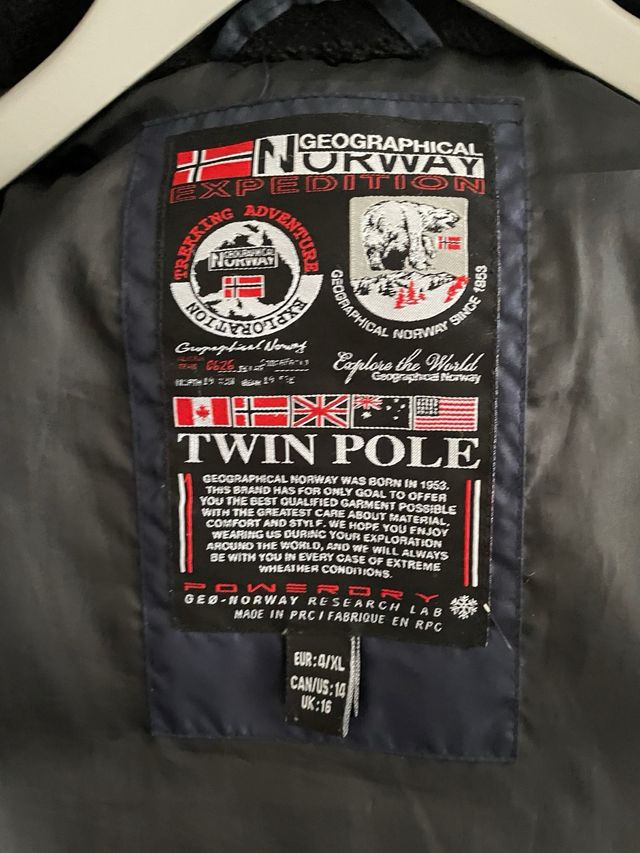 GEOGRAPHICAL
NORWAY
EXPEDITION
TREKKING ADVENTURE
GEOGRAPHICAL
NORWAY
EXPLORATION
GEOGRAPHICAL NORWAY SINCE 1953
Geographical Norway
0626
Explore the World
Geographical Norway
TWIN POLE
GEOGRAPHICAL NORWAY WAS BORN IN 1953.
THIS BRAND HAS FOR ONLY GOAL TO OFFER
YOU THE BEST QUALIFIED GARMENT POSSIBLE
WITH THE GREATEST CARE ABOUT MATERIAL,
COMFORT AND STYLE. WE HOPE YOU ENJOY
WEARING US DURING YOUR EXPLORATION
AROUND THE WORLD, AND WE WILL ALWAYS
BE WITH YOU IN EVERY CASE OF EXTREME
WHEATHER CONDITIONS.
POWERDRY
GEØ-NORWAY RESEARCH LAB
MADE IN PRC / FABRIQUE EN RPC
EUR:4/XL
CAN/US:14
UK:16